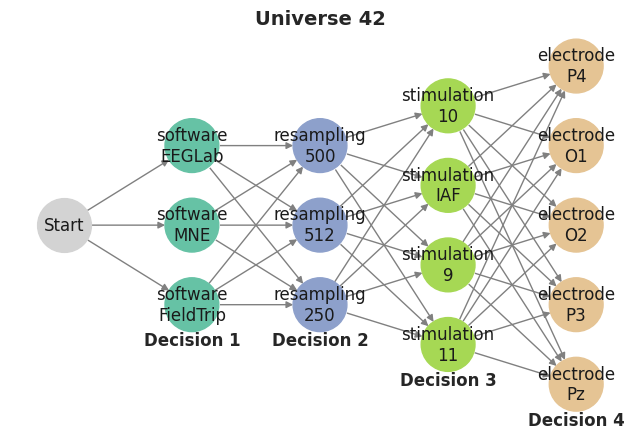 Universe 42
Start
software
EEGLab
software
MNE
software
FieldTrip
Decision 1
resampling
500
resampling
512
resampling
250
Decision 2
stimulation
10
stimulation
IAF
stimulation
9
stimulation
11
Decision 3
electrode
P4
electrode
O1
electrode
O2
electrode
P3
electrode
Pz
Decision 4